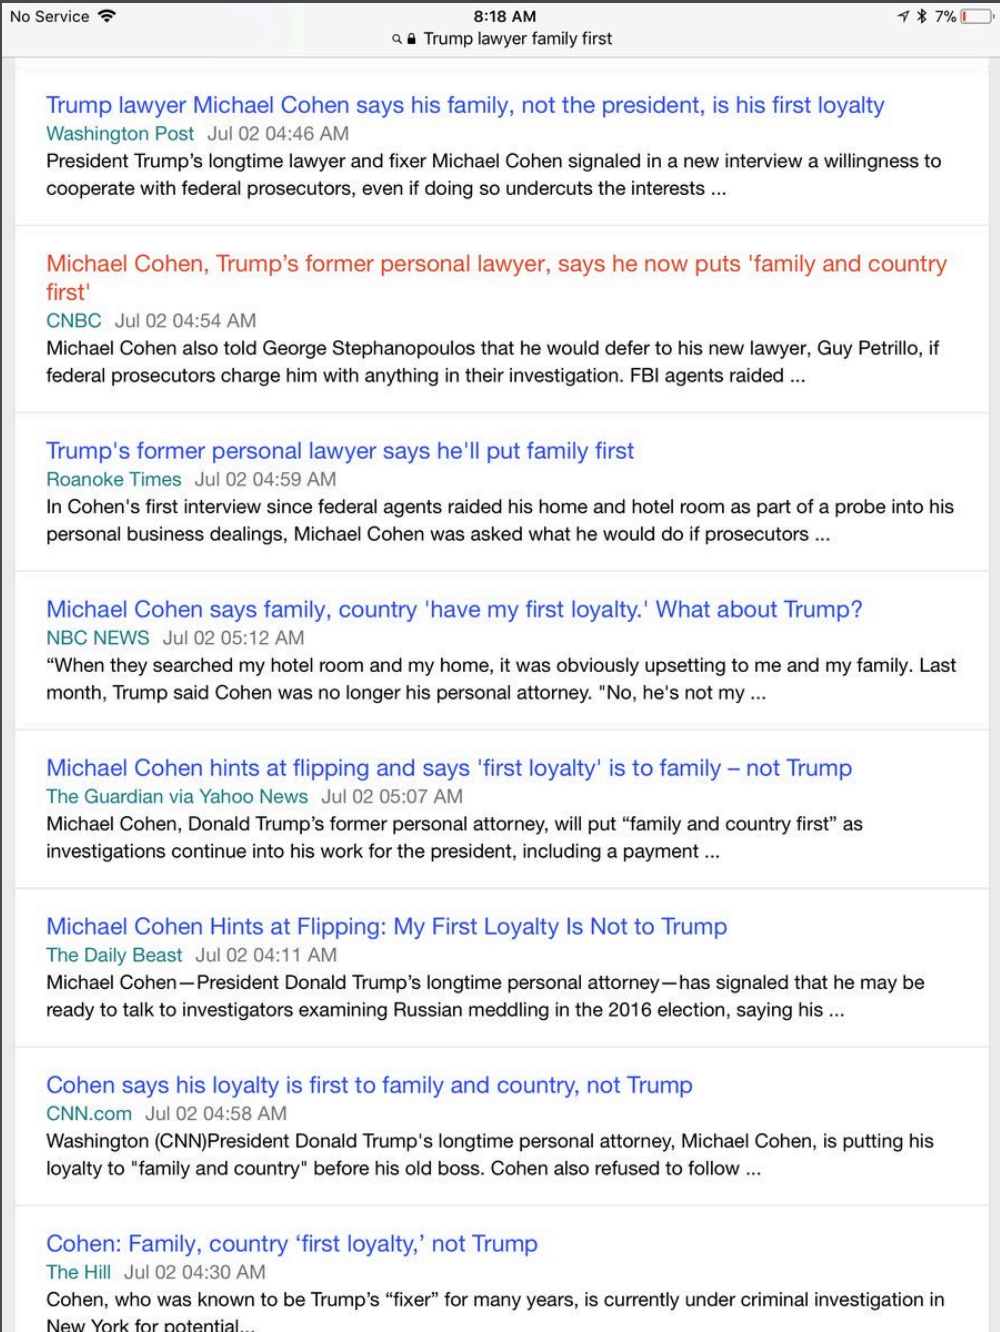 No Service
8:18 AM
7%
Trump lawyer family first
Trump lawyer Michael Cohen says his family, not the president, is his first loyalty
Washington Post Jul 02 04:46 AM
President Trump’s longtime lawyer and fixer Michael Cohen signaled in a new interview a willingness to
cooperate with federal prosecutors, even if doing so undercuts the interests ...
Michael Cohen, Trump’s former personal lawyer, says he now puts 'family and country
first'
CNBC Jul 02 04:54 AM
Michael Cohen also told George Stephanopoulos that he would defer to his new lawyer, Guy Petrillo, if
federal prosecutors charge him with anything in their investigation. FBI agents raided ...
Trump's former personal lawyer says he'll put family first
Roanoke Times Jul 02 04:59 AM
In Cohen's first interview since federal agents raided his home and hotel room as part of a probe into his
personal business dealings, Michael Cohen was asked what he would do if prosecutors ...
Michael Cohen says family, country 'have my first loyalty.' What about Trump?
NBC NEWS Jul 02 05:12 AM
“When they searched my hotel room and my home, it was obviously upsetting to me and my family. Last
month, Trump said Cohen was no longer his personal attorney. "No, he's not my ...
Michael Cohen hints at flipping and says 'first loyalty' is to family – not Trump
The Guardian via Yahoo News Jul 02 05:07 AM
Michael Cohen, Donald Trump’s former personal attorney, will put “family and country first” as
investigations continue into his work for the president, including a payment ...
Michael Cohen Hints at Flipping: My First Loyalty Is Not to Trump
The Daily Beast Jul 02 04:11 AM
Michael Cohen—President Donald Trump’s longtime personal attorney—has signaled that he may be
ready to talk to investigators examining Russian meddling in the 2016 election, saying his ...
Cohen says his loyalty is first to family and country, not Trump
CNN.com Jul 02 04:58 AM
Washington (CNN)President Donald Trump's longtime personal attorney, Michael Cohen, is putting his
loyalty to "family and country" before his old boss. Cohen also refused to follow ...
Cohen: Family, country ‘first loyalty,’ not Trump
The Hill Jul 02 04:30 AM
Cohen, who was known to be Trump’s “fixer” for many years, is currently under criminal investigation in
New York for potential...